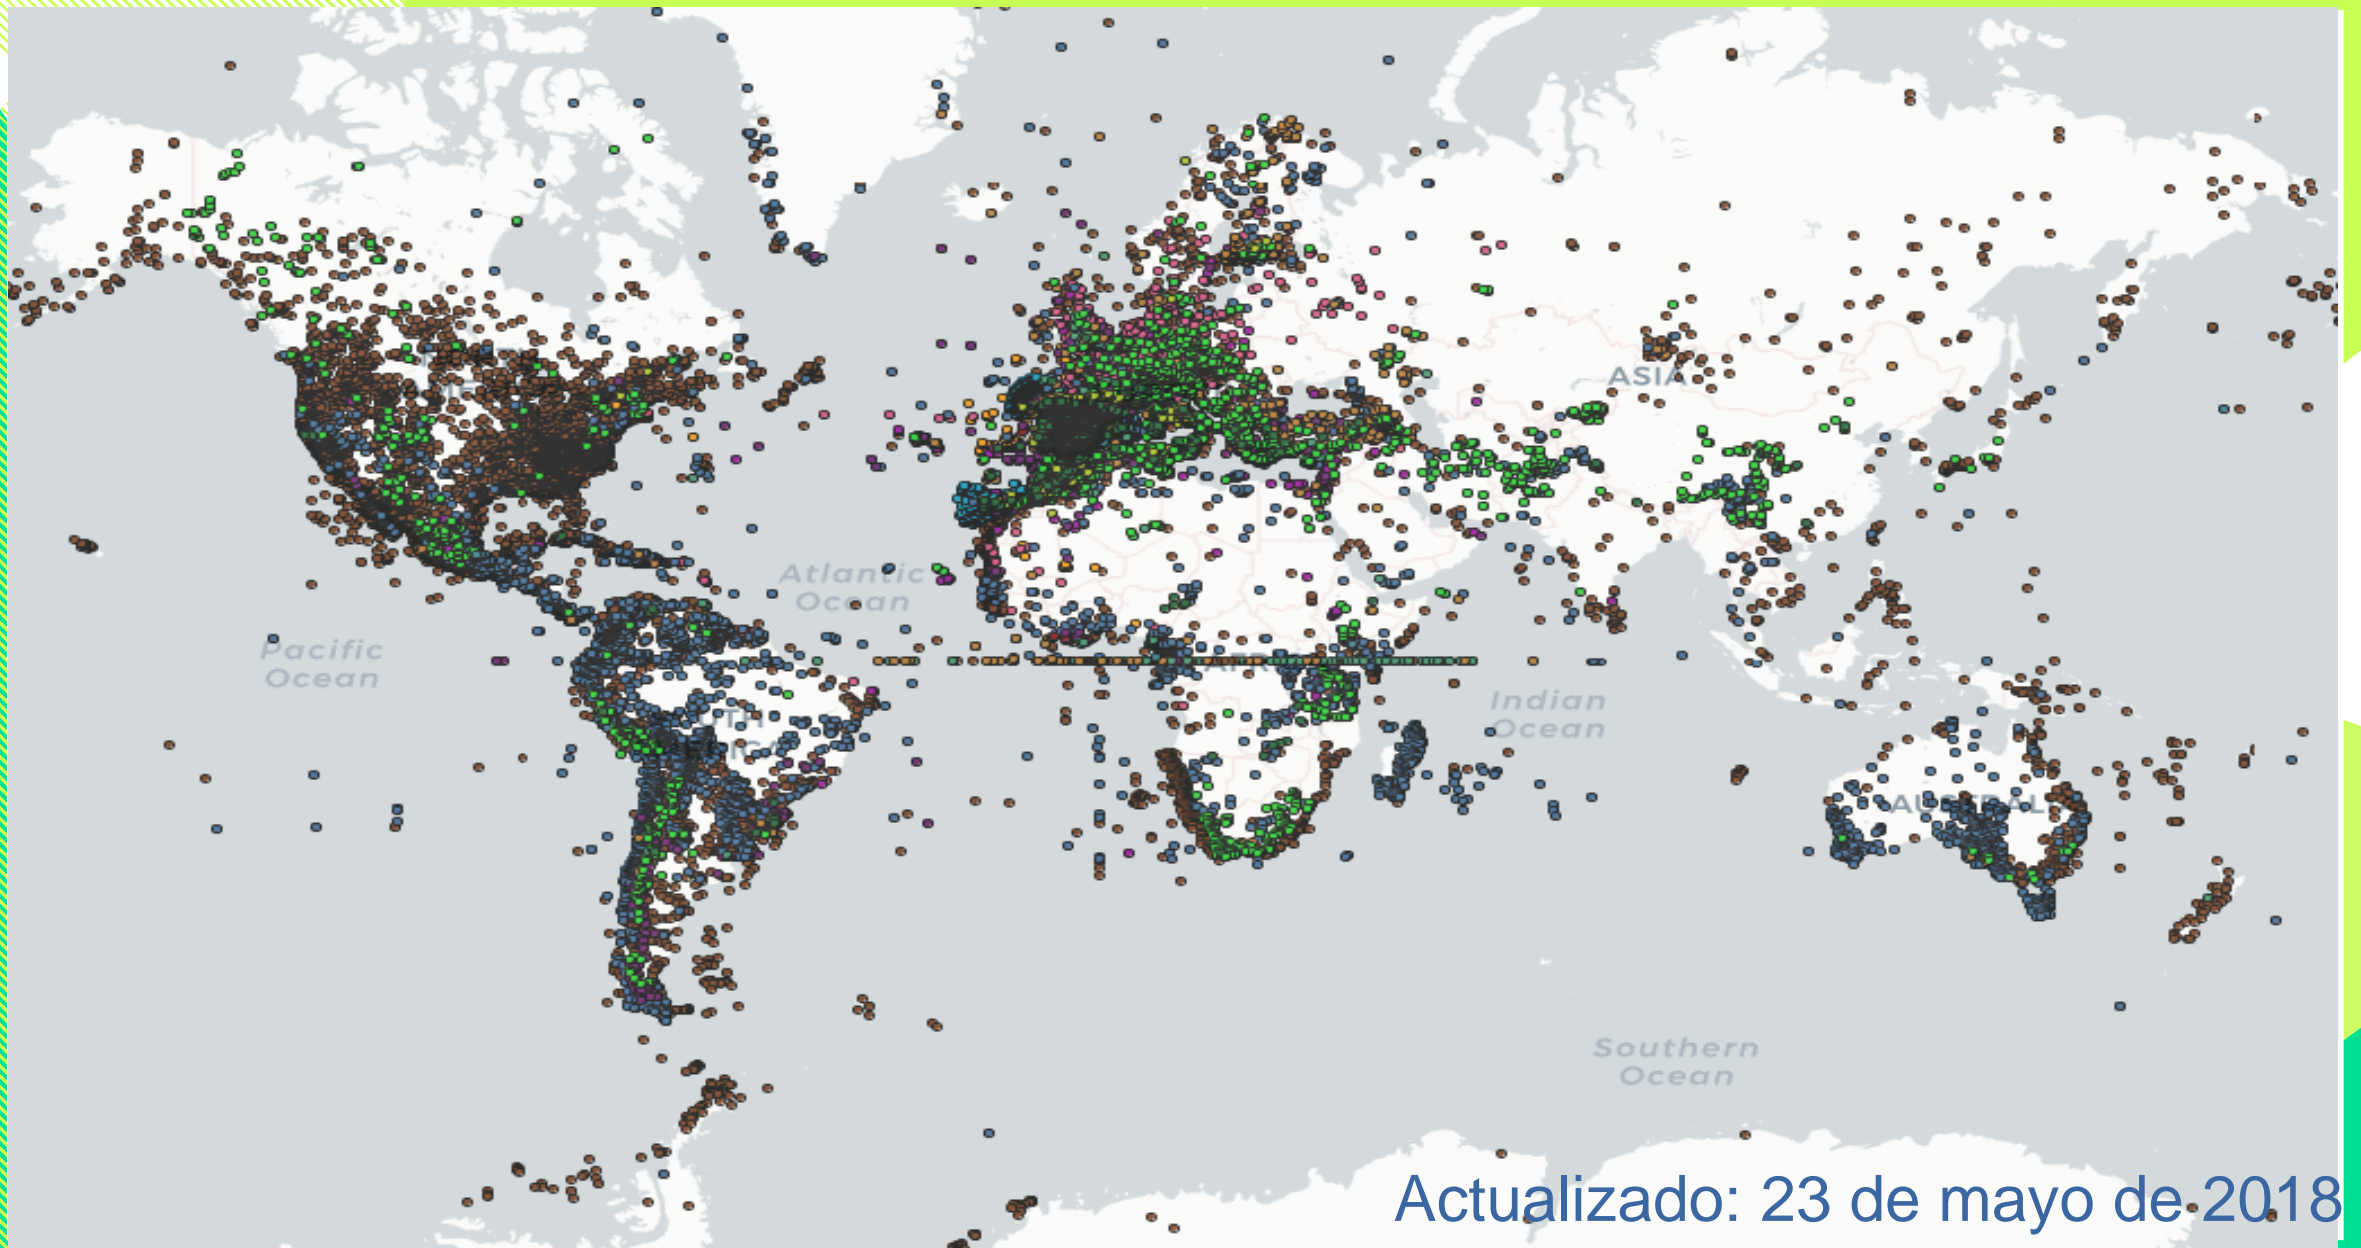 ASIA
Atlantic
Ocean
Pacific
Ocean
Indian
Ocean
Southern
Ocean
Actualizado: 23 de mayo de 2018